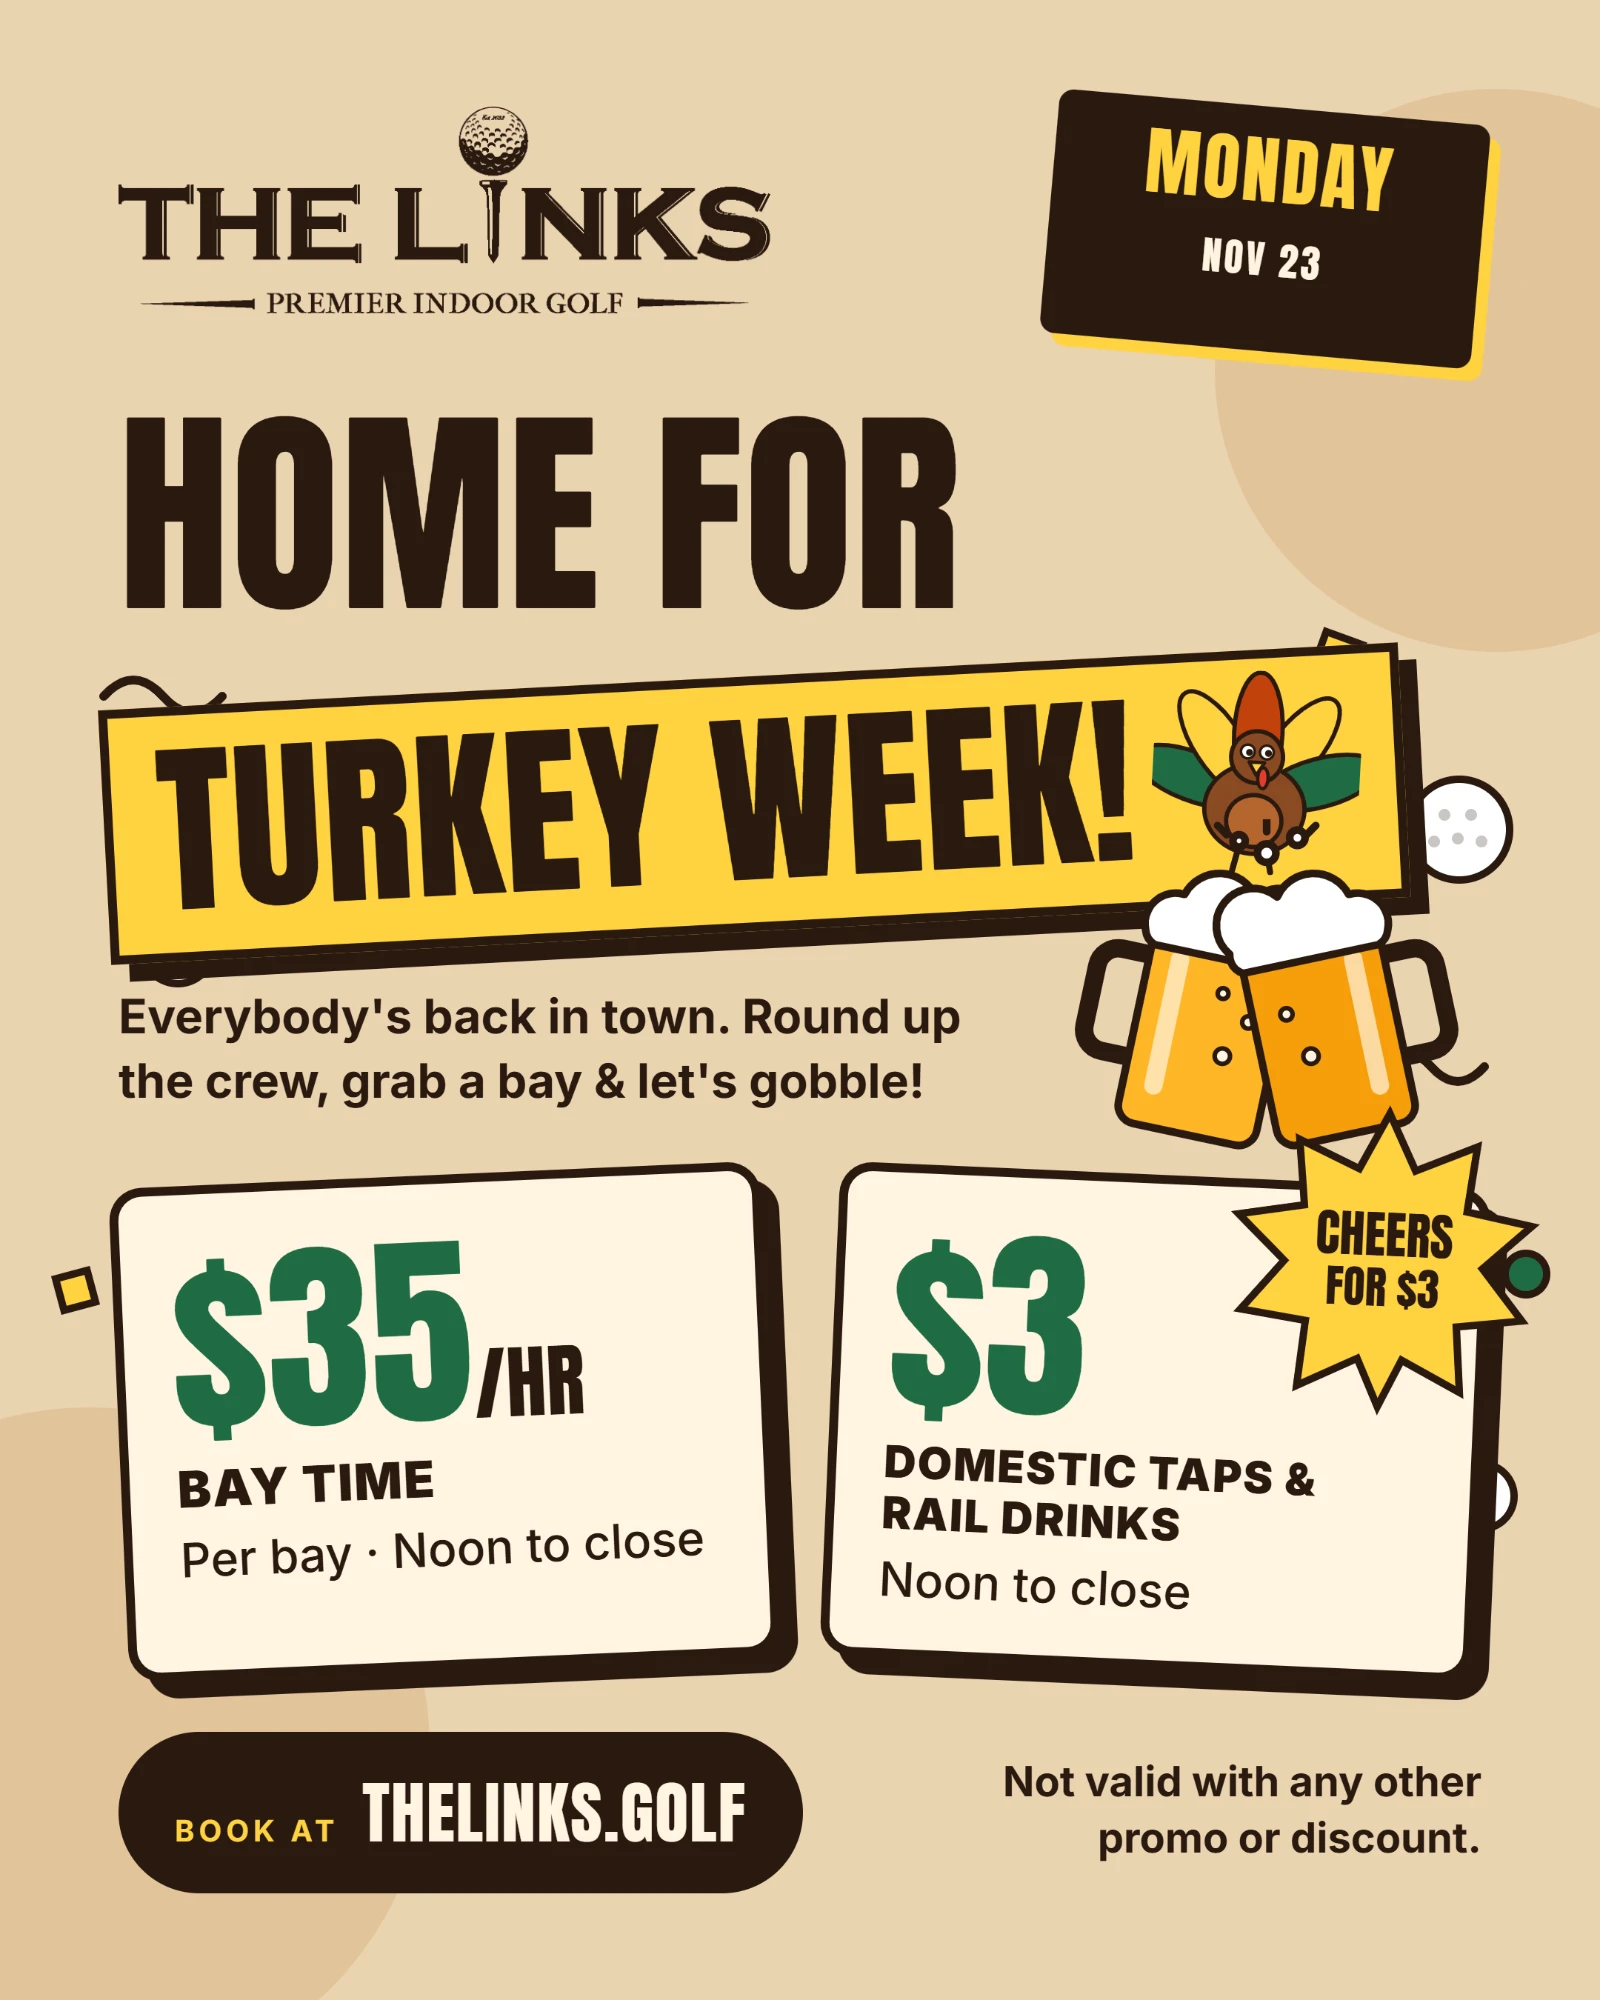 THE LINKS
PREMIER INDOOR GOLF
MONDAY
NOV 23
HOME FOR
TURKEY WEEK!
Everybody's back in town. Round up
the crew, grab a bay & let's gobble!
$35/HR
BAY TIME
Per bay · Noon to close
$3
CHEERS
FOR $3
DOMESTIC TAPS &
RAIL DRINKS
Noon to close
BOOK AT THELINKS.GOLF
Not valid with any other
promo or discount.